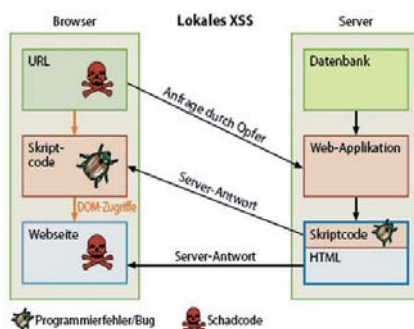 Browser
Lokales XSS
Server
URL
Datenbank
Anfrage durch Opfer
Skript-
code
Web-Applikation
Server-Antwort
DOM-Zugriffe
Skriptcode
Webseite
Server-Antwort
HTML
Programmierfehler/Bug
Schadcode